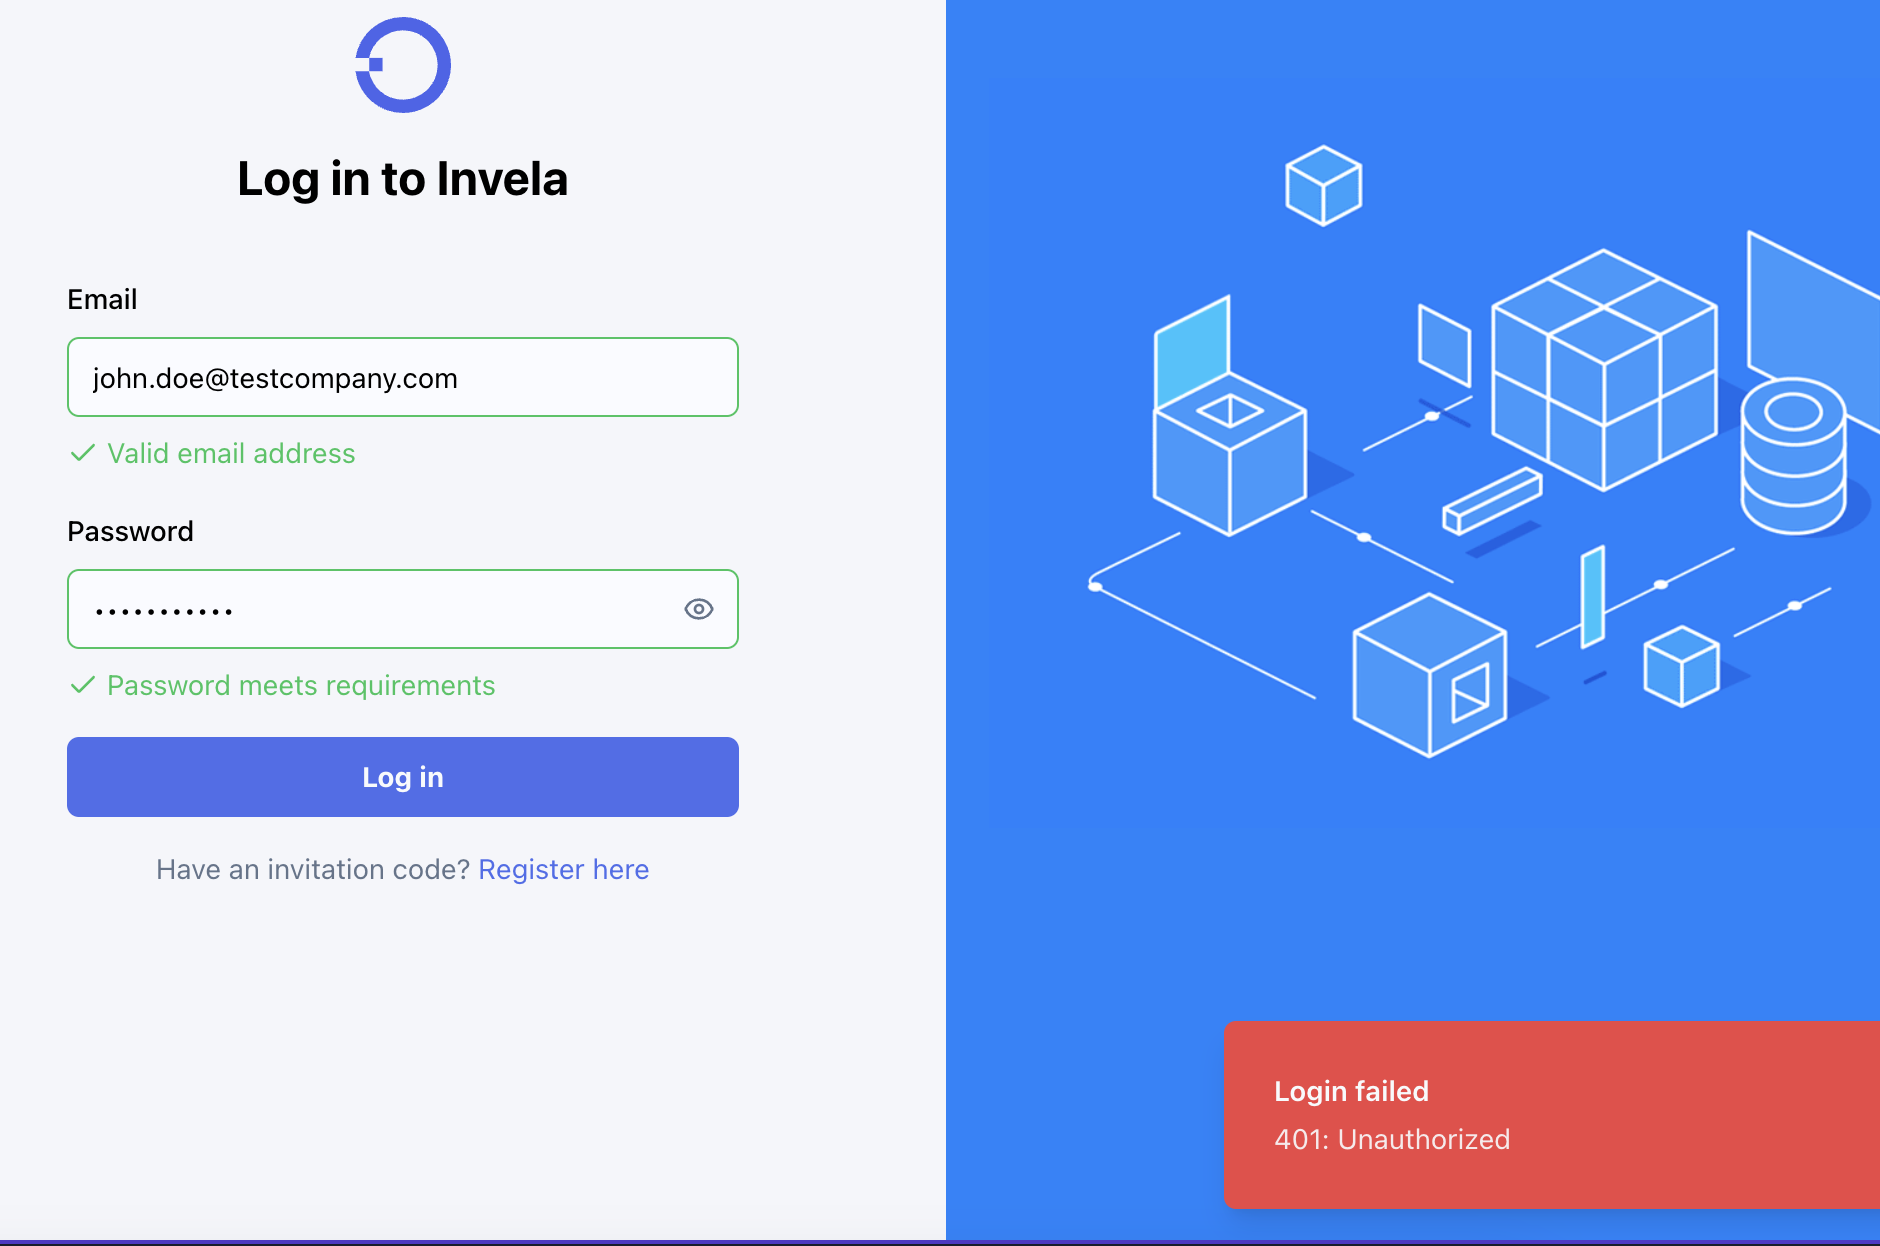 Log in to Invela
Email
john.doe@testcompany.com
Valid email address
Password
•••••••••••
Password meets requirements
Log in
Have an invitation code? Register here
Login failed
401: Unauthorized